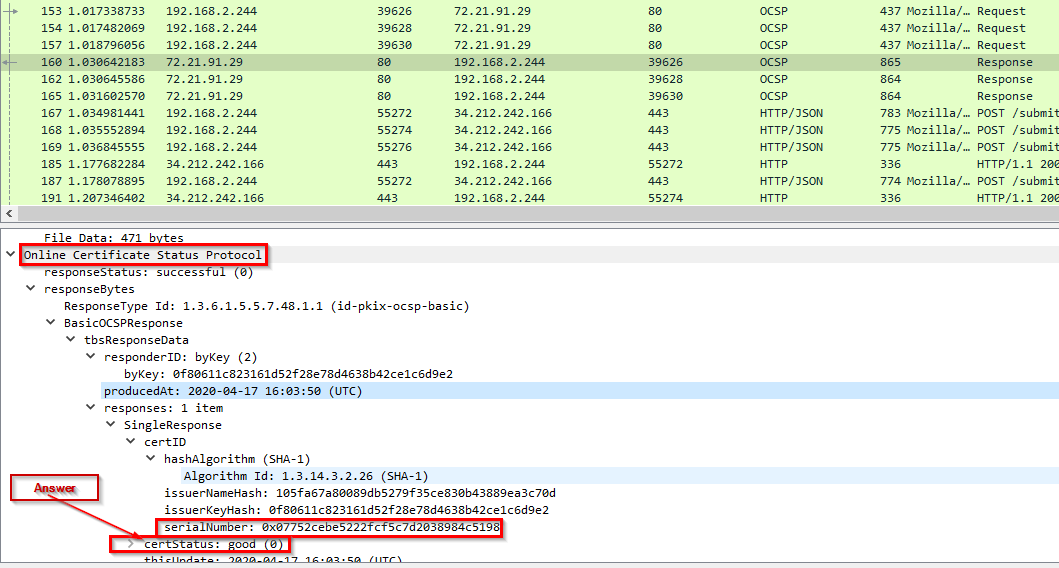 153 1.017338733 192.168.2.244 39626 72.21.91.29 80 OCSP 437 Mozilla/… Request
154 1.017482069 192.168.2.244 39628 72.21.91.29 80 OCSP 437 Mozilla/… Request
157 1.018796056 192.168.2.244 39630 72.21.91.29 80 OCSP 437 Mozilla/… Request
160 1.030642183 72.21.91.29 80 192.168.2.244 39626 OCSP 865 Response
162 1.030645586 72.21.91.29 80 192.168.2.244 39628 OCSP 864 Response
165 1.031602570 72.21.91.29 80 192.168.2.244 39630 OCSP 864 Response
167 1.034981441 192.168.2.244 55272 34.212.242.166 443 HTTP/JSON 783 Mozilla/… POST /submit
168 1.035552894 192.168.2.244 55274 34.212.242.166 443 HTTP/JSON 775 Mozilla/… POST /submit
169 1.036845555 192.168.2.244 55276 34.212.242.166 443 HTTP/JSON 775 Mozilla/… POST /submit
185 1.177682284 34.212.242.166 443 192.168.2.244 55272 HTTP 336 HTTP/1.1 200
187 1.178078895 192.168.2.244 55272 34.212.242.166 443 HTTP/JSON 774 Mozilla/… POST /submit
191 1.207346402 34.212.242.166 443 192.168.2.244 55274 HTTP 336 HTTP/1.1 200
File Data: 471 bytes
Online Certificate Status Protocol
responseStatus: successful (0)
responseBytes
ResponseType Id: 1.3.6.1.5.5.7.48.1.1 (id-pkix-ocsp-basic)
BasicOCSPResponse
tbsResponseData
responderID: byKey (2)
byKey: 0f80611c823161d52f28e78d4638b42ce1c6d9e2
producedAt: 2020-04-17 16:03:50 (UTC)
responses: 1 item
SingleResponse
certID
hashAlgorithm (SHA-1)
Algorithm Id: 1.3.14.3.2.26 (SHA-1)
Answer
issuerNameHash: 105fa67a80089db5279f35ce830b43889ea3c70d
issuerKeyHash: 0f80611c823161d52f28e78d4638b42ce1c6d9e2
serialNumber: 0x07752cebe5222fcf5c7d2038984c5198
certStatus: good (0)
thisUpdate: 2020-04-17 16:03:50 (UTC)